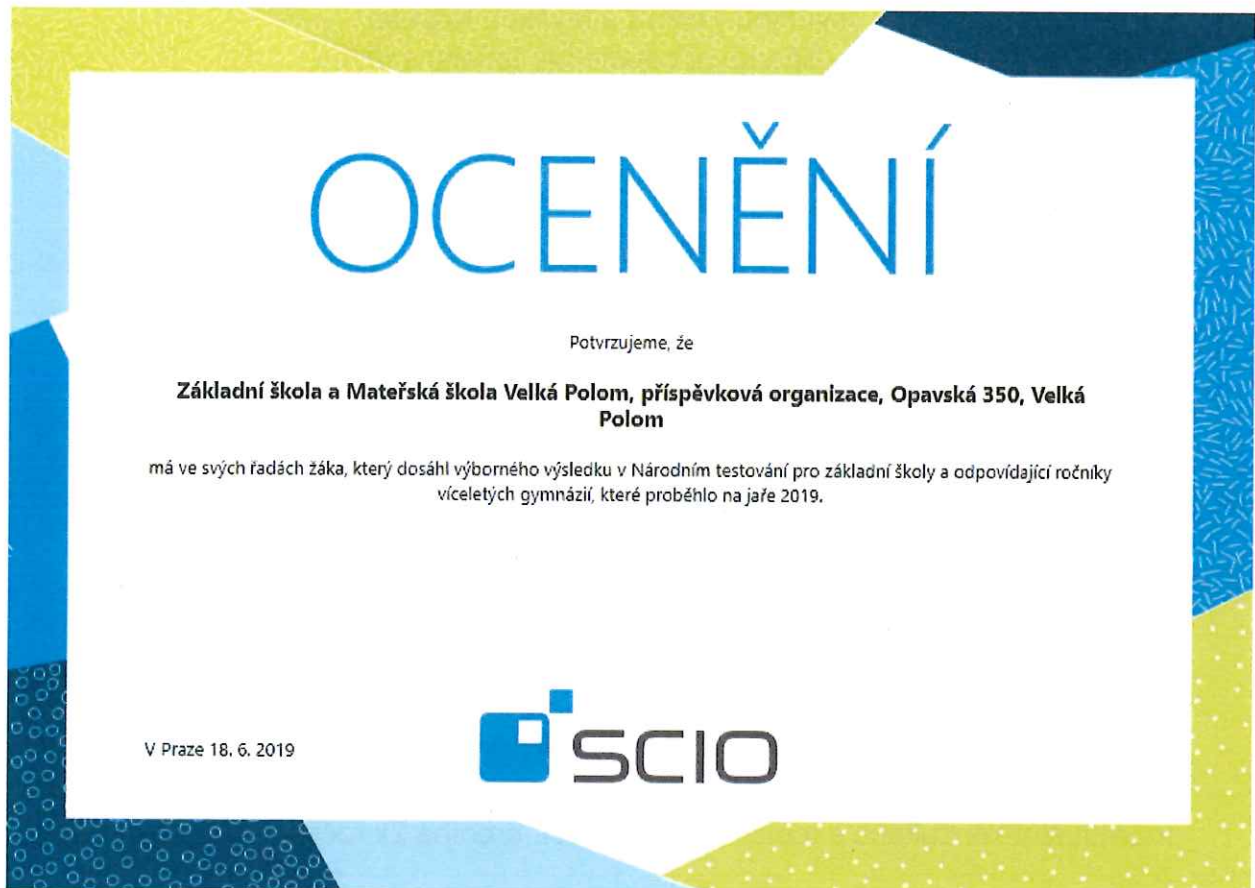 OCENĚNÍ
Potvrzujeme, že
Základní škola a Mateřská škola Velká Polom, příspěvková organizace, Opavská 350, Velká
Polom
má ve svých řadách žáka, který dosáhl výborného výsledku v Národním testování pro základní školy a odpovídající ročníky
víceletých gymnázií, které proběhlo na jaře 2019.
V Praze 18. 6. 2019
SCIO